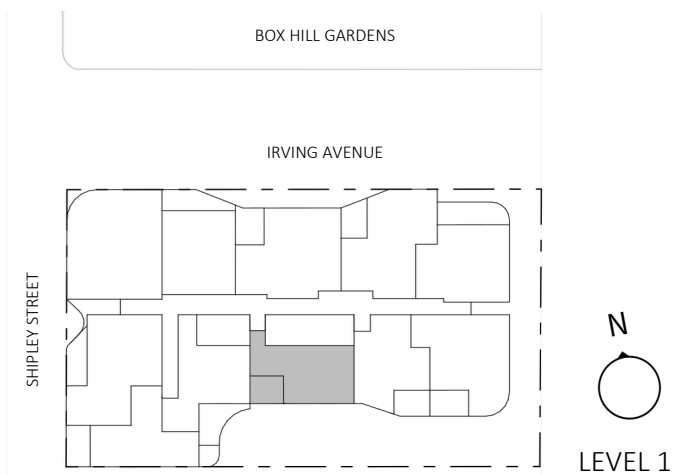 BOX HILL GARDENS
IRVING AVENUE
SHIPLEY STREET
N
LEVEL 1